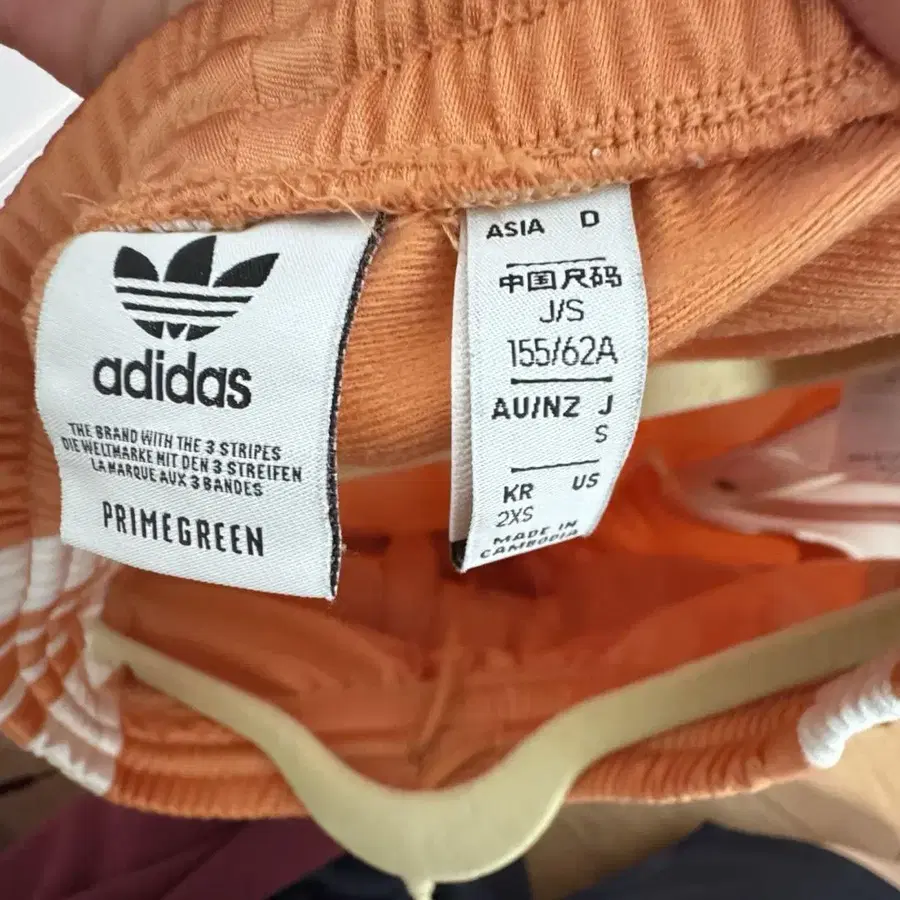 adidas
THE BRAND WITH THE 3 STRIPES
DIE WELTMARKE MIT DEN 3 STREIFEN
LA MARQUE AUX 3 BANDES
PRIMEGREEN
ASIA D
中国尺码
J/S
155/62A
AU/NZ J
S
KR US
2XS
MADE IN
CAMBODIA